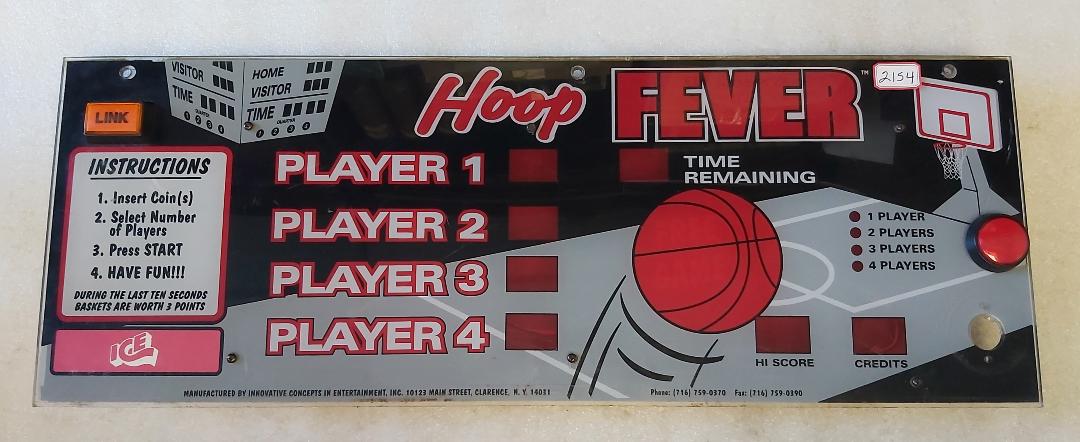 VISITOR
TIME
QUARTER
1 2 3 4
HOME
VISITOR
TIME
QUARTER
1 2 3 4
Hoop FEVER™
2154
LINK
INSTRUCTIONS
1. Insert Coin(s)
2. Select Number
of Players
3. Press START
4. HAVE FUN!!!
DURING THE LAST TEN SECONDS
BASKETS ARE WORTH 3 POINTS
ICE
PLAYER 1
PLAYER 2
PLAYER 3
PLAYER 4
TIME
REMAINING
1 PLAYER
2 PLAYERS
3 PLAYERS
4 PLAYERS
HI SCORE
CREDITS
MANUFACTURED BY INNOVATIVE CONCEPTS IN ENTERTAINMENT, INC. 10123 MAIN STREET, CLARENCE, N. Y. 14031
Phone: (716) 759-0370 Fax: (716) 759-0390